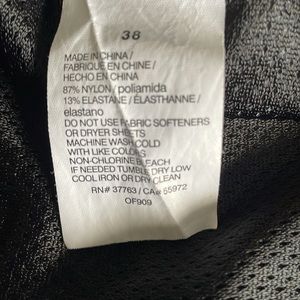 38
MADE IN CHINA /
FABRIQUÉ EN CHINE /
HECHO EN CHINA
87% NYLON / poliamida
13% ELASTANE / ÉLASTHANNE /
elastano
DO NOT USE FABRIC SOFTENERS
OR DRYER SHEETS
MACHINE WASH COLD
WITH LIKE COLORS
NON-CHLORINE BLEACH
IF NEEDED TUMBLE DRY LOW
COOL IRON OR DRY CLEAN
RN# 37763 / CA# 55972
OF909